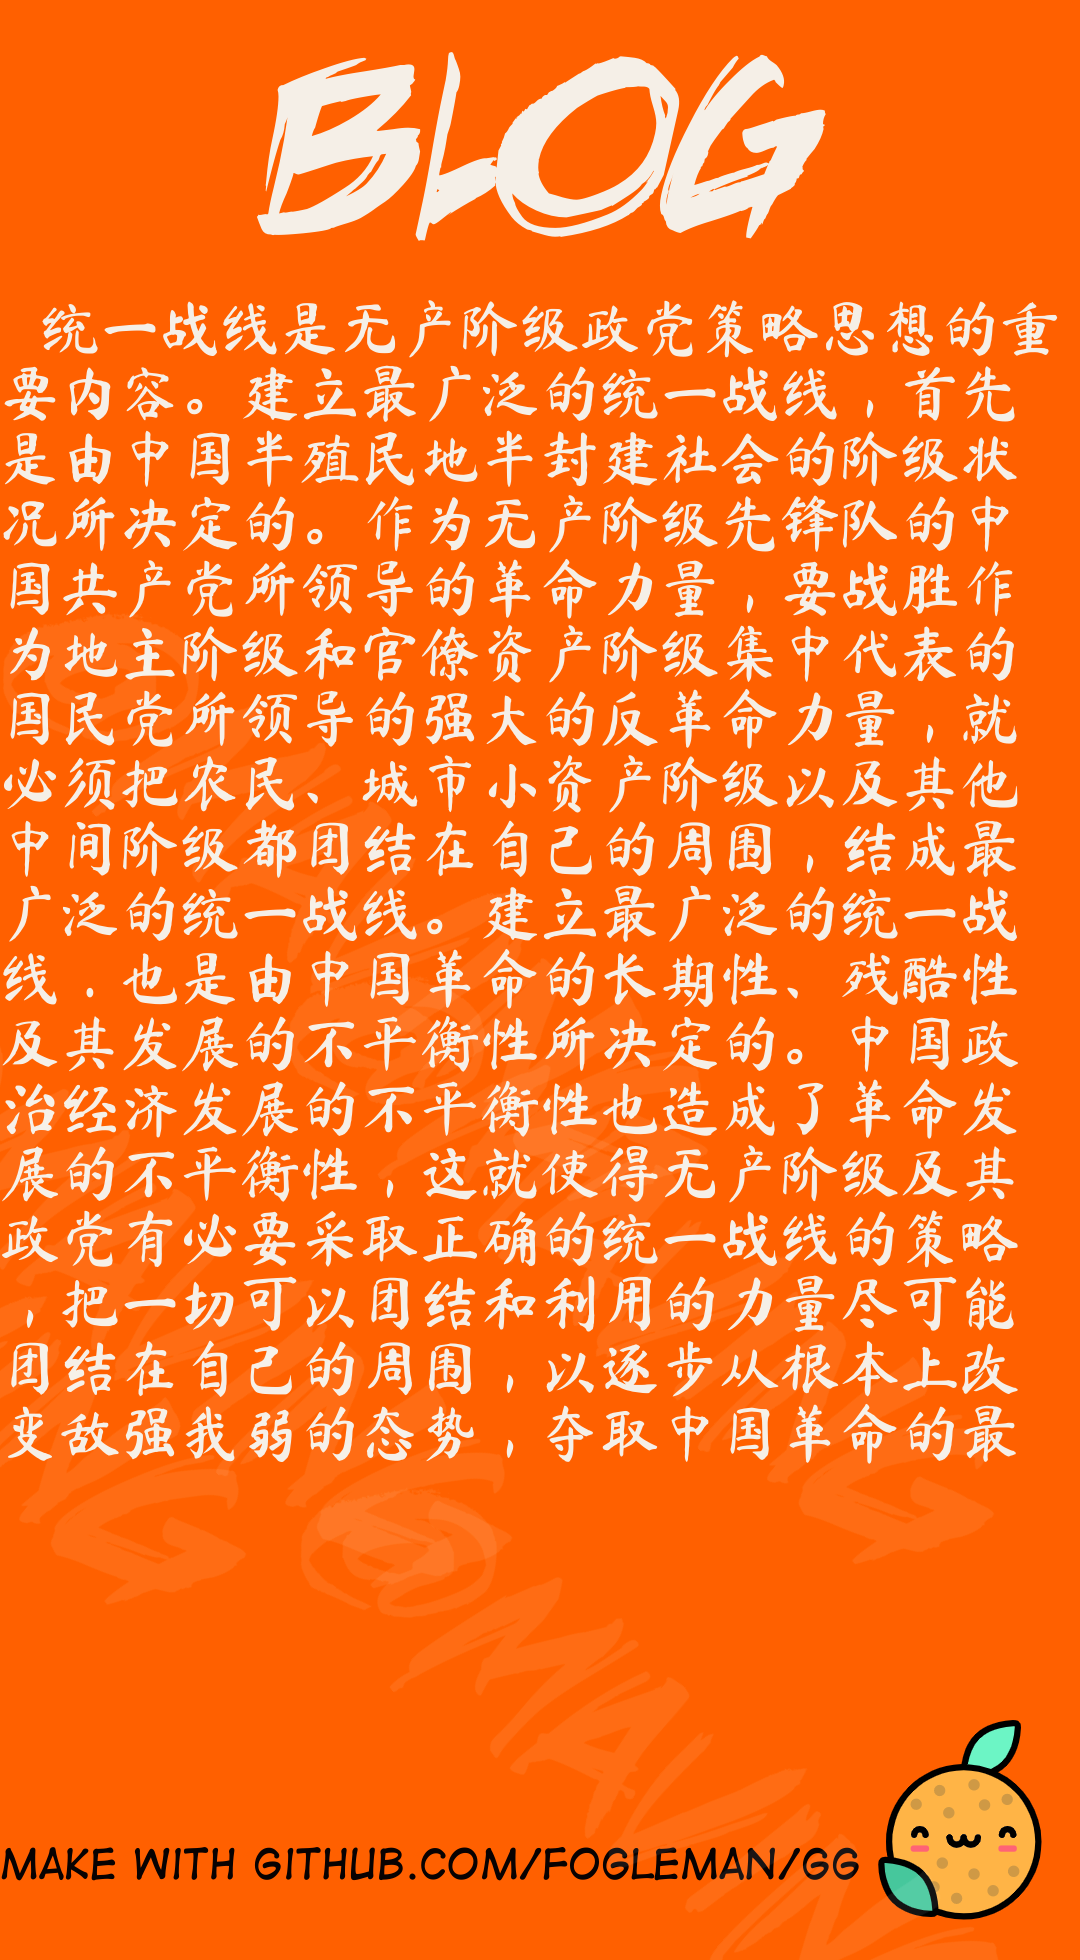 BLOG
统一战线是无产阶级政党策略思想的重
要内容。建立最广泛的统一战线，首先
是由中国半殖民地半封建社会的阶级状
况所决定的。作为无产阶级先锋队的中
国共产党所领导的革命力量，要战胜作
为地主阶级和官僚资产阶级集中代表的
国民党所领导的强大的反革命力量，就
必须把农民、城市小资产阶级以及其他
中间阶级都团结在自己的周围，结成最
广泛的统一战线。建立最广泛的统一战
线．也是由中国革命的长期性、残酷性
及其发展的不平衡性所决定的。中国政
治经济发展的不平衡性也造成了革命发
展的不平衡性，这就使得无产阶级及其
政党有必要采取正确的统一战线的策略
，把一切可以团结和利用的力量尽可能
团结在自己的周围，以逐步从根本上改
变敌强我弱的态势，夺取中国革命的最
MAKE WITH GITHUB.COM/FOGLEMAN/GG